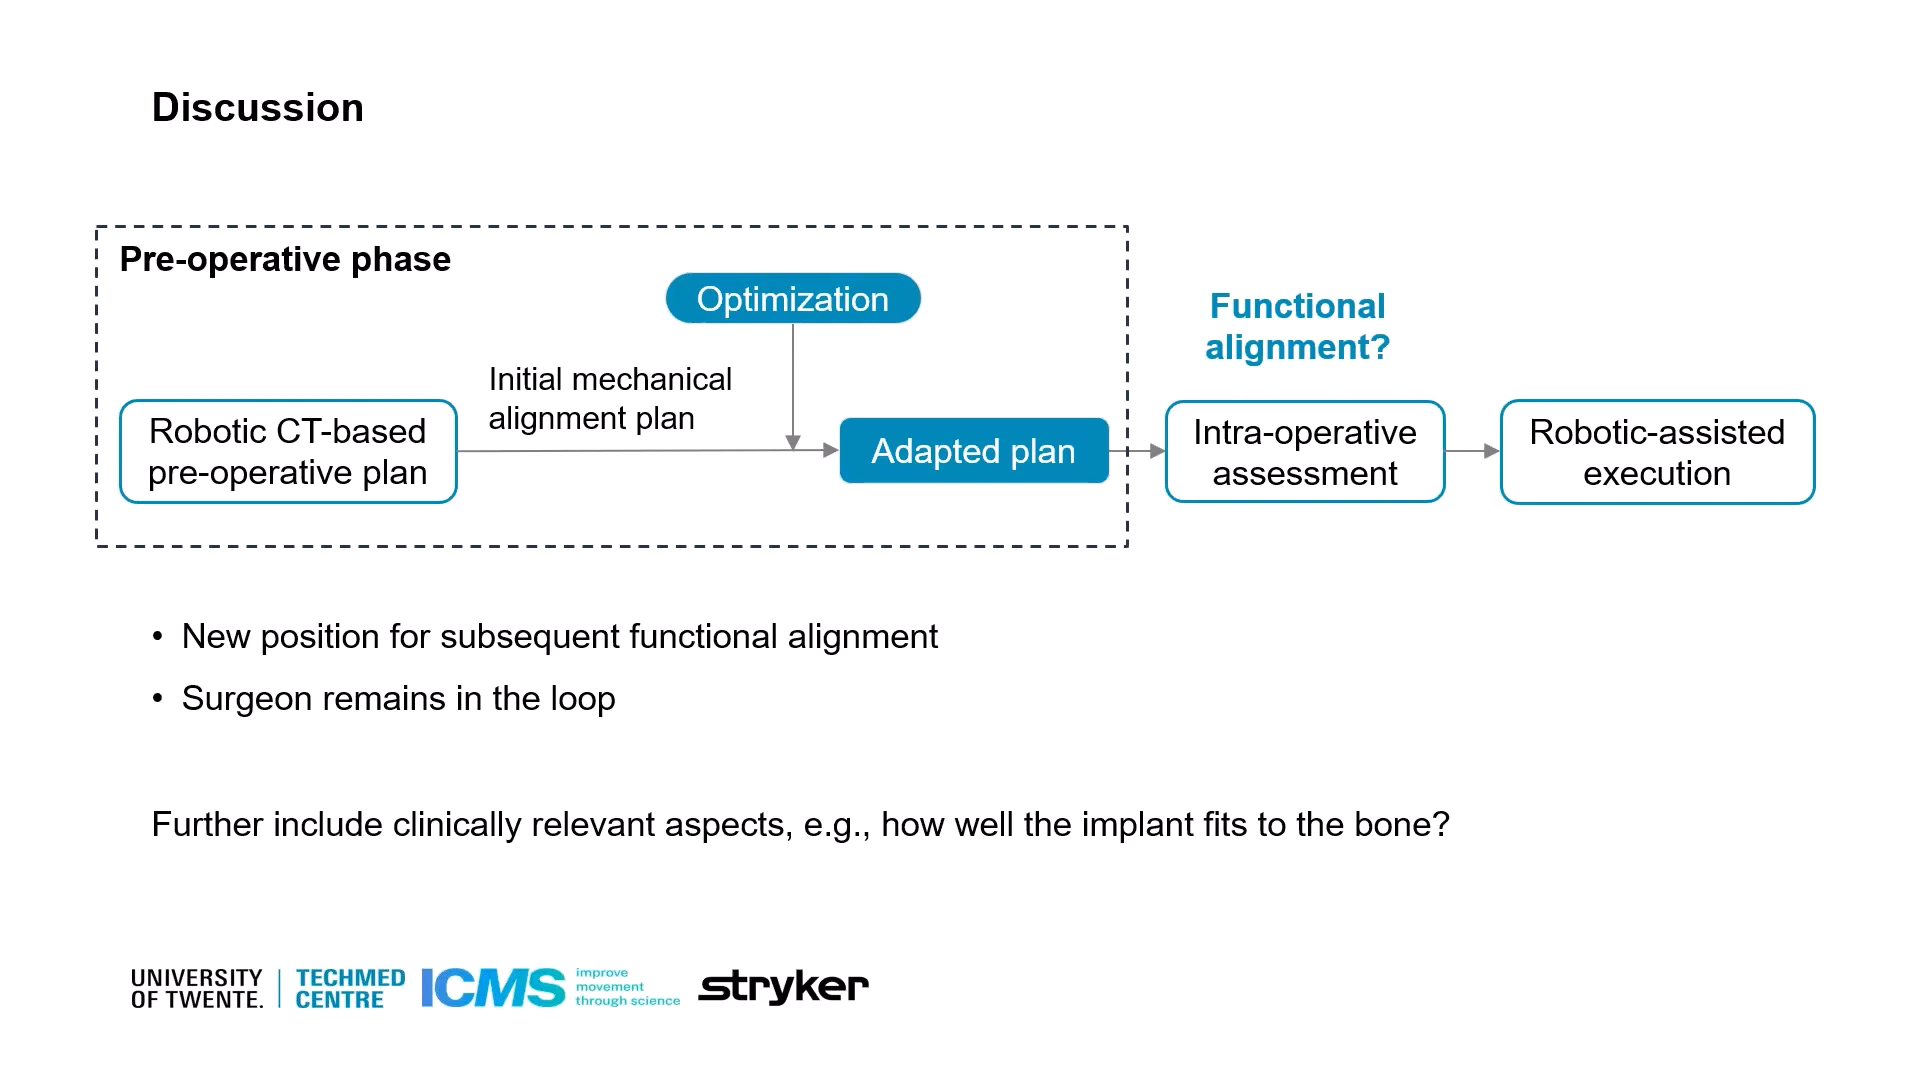 Discussion
Pre-operative phase
Optimization
Functional
alignment?
Initial mechanical
alignment plan
Robotic CT-based
pre-operative plan
Adapted plan
Intra-operative
assessment
Robotic-assisted
execution
• New position for subsequent functional alignment
• Surgeon remains in the loop
Further include clinically relevant aspects, e.g., how well the implant fits to the bone?
UNIVERSITY
OF TWENTE.
TECHMED
CENTRE
ICMS
improve
movement
through science
stryker